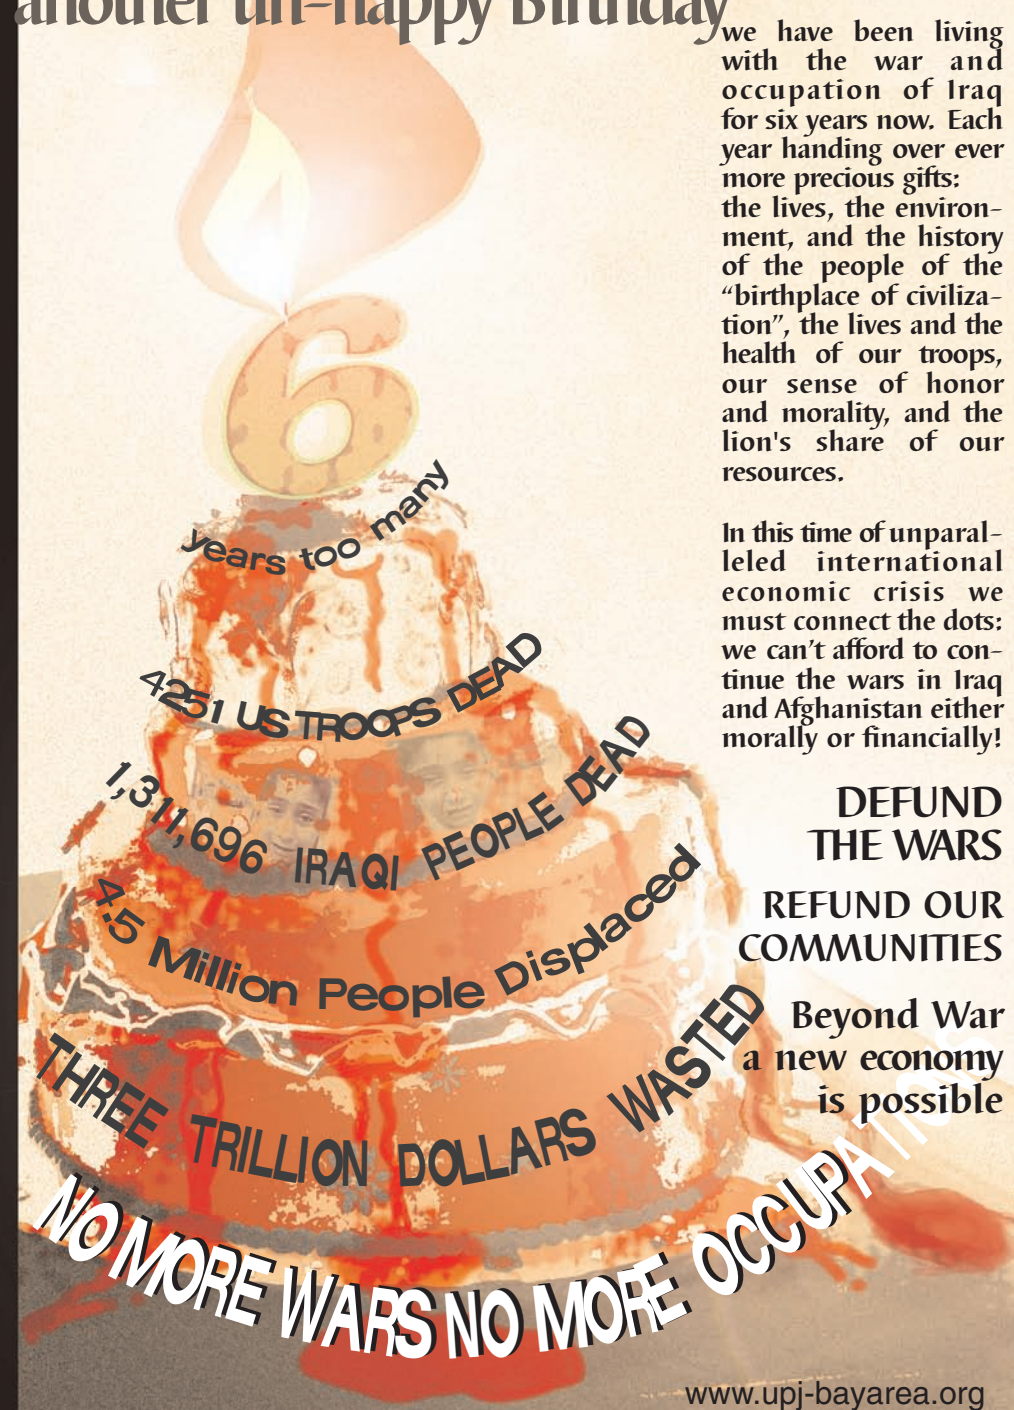 another un-happy Birthday
we have been living
with the war and
occupation of Iraq
for six years now. Each
year handing over ever
more precious gifts:
the lives, the environ-
ment, and the history
of the people of the
“birthplace of civiliza-
tion”, the lives and the
health of our troops,
our sense of honor
and morality, and the
lion's share of our
resources.
In this time of unparal-
leled international
economic crisis we
must connect the dots:
we can’t afford to con-
tinue the wars in Iraq
and Afghanistan either
morally or financially!
DEFUND
THE WARS
REFUND OUR
COMMUNITIES
Beyond War
a new economy
is possible
6
years too many
4251 US TROOPS DEAD
1,311,696 IRAQI PEOPLE DEAD
4.5 Million People Displaced
THREE TRILLION DOLLARS WASTED
NO MORE WARS NO MORE OCCUPATIONS
www.upj-bayarea.org